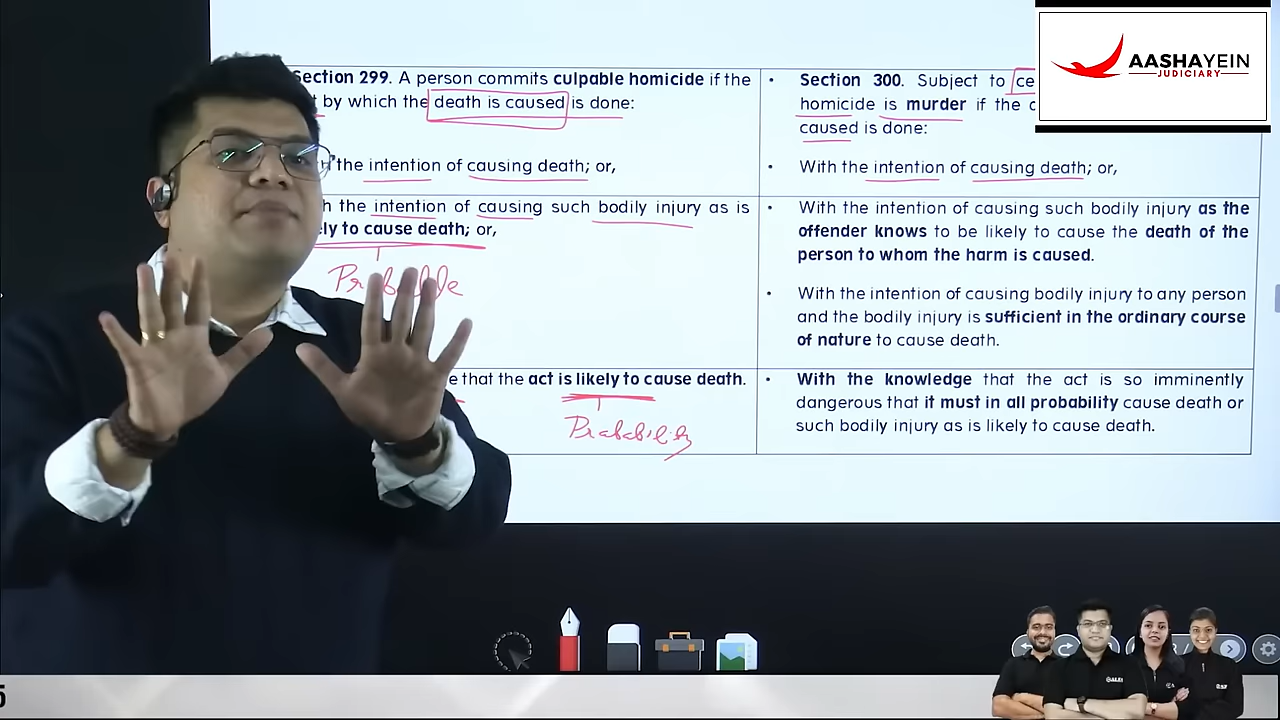 Section 299. A person commits culpable homicide if the
by which the death is caused is done:
the intention of causing death; or,
the intention of causing such bodily injury as is
to cause death; or,
Probable
that the act is likely to cause death.
Probability
• Section 300. Subject to
homicide is murder if the
caused is done:
• With the intention of causing death; or,
• With the intention of causing such bodily injury as the
offender knows to be likely to cause the death of the
person to whom the harm is caused.
• With the intention of causing bodily injury to any person
and the bodily injury is sufficient in the ordinary course
of nature to cause death.
• With the knowledge that the act is so imminently
dangerous that it must in all probability cause death or
such bodily injury as is likely to cause death.
AASHAYEIN
JUDICIARY